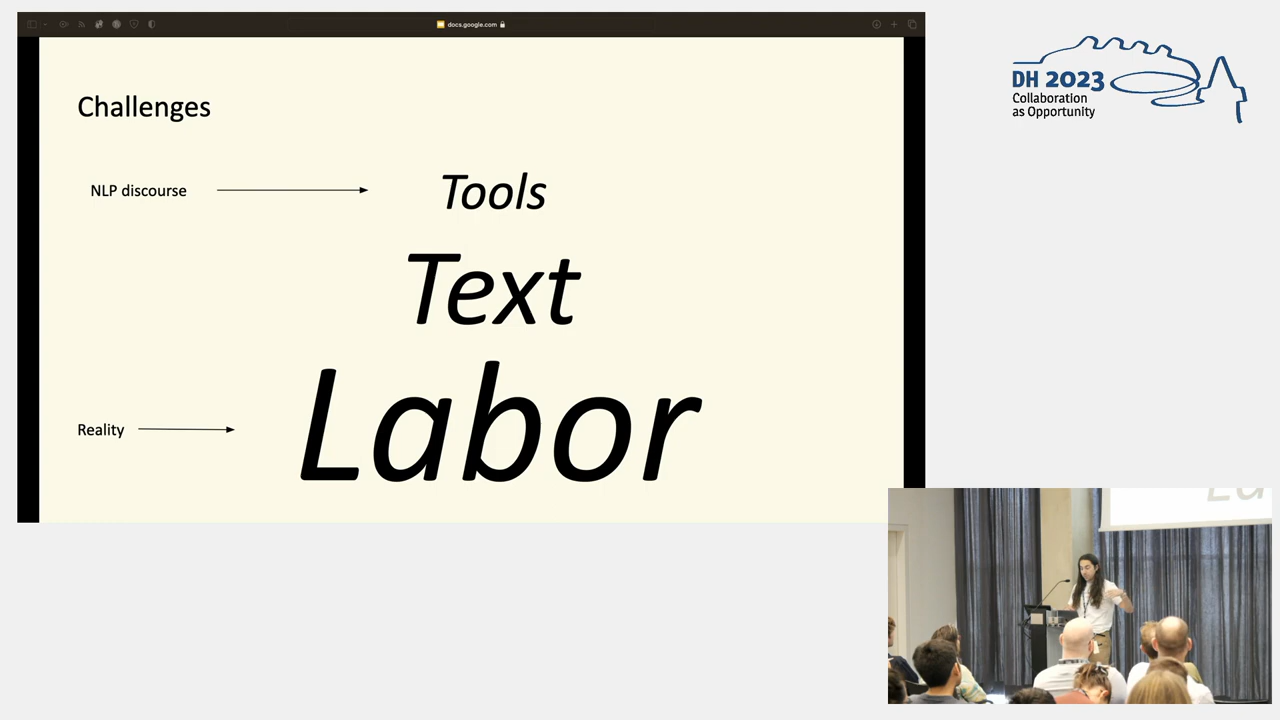 docs.google.com
Challenges
NLP discourse
Tools
Text
Reality
Labor
DH 2023
Collaboration
as Opportunity